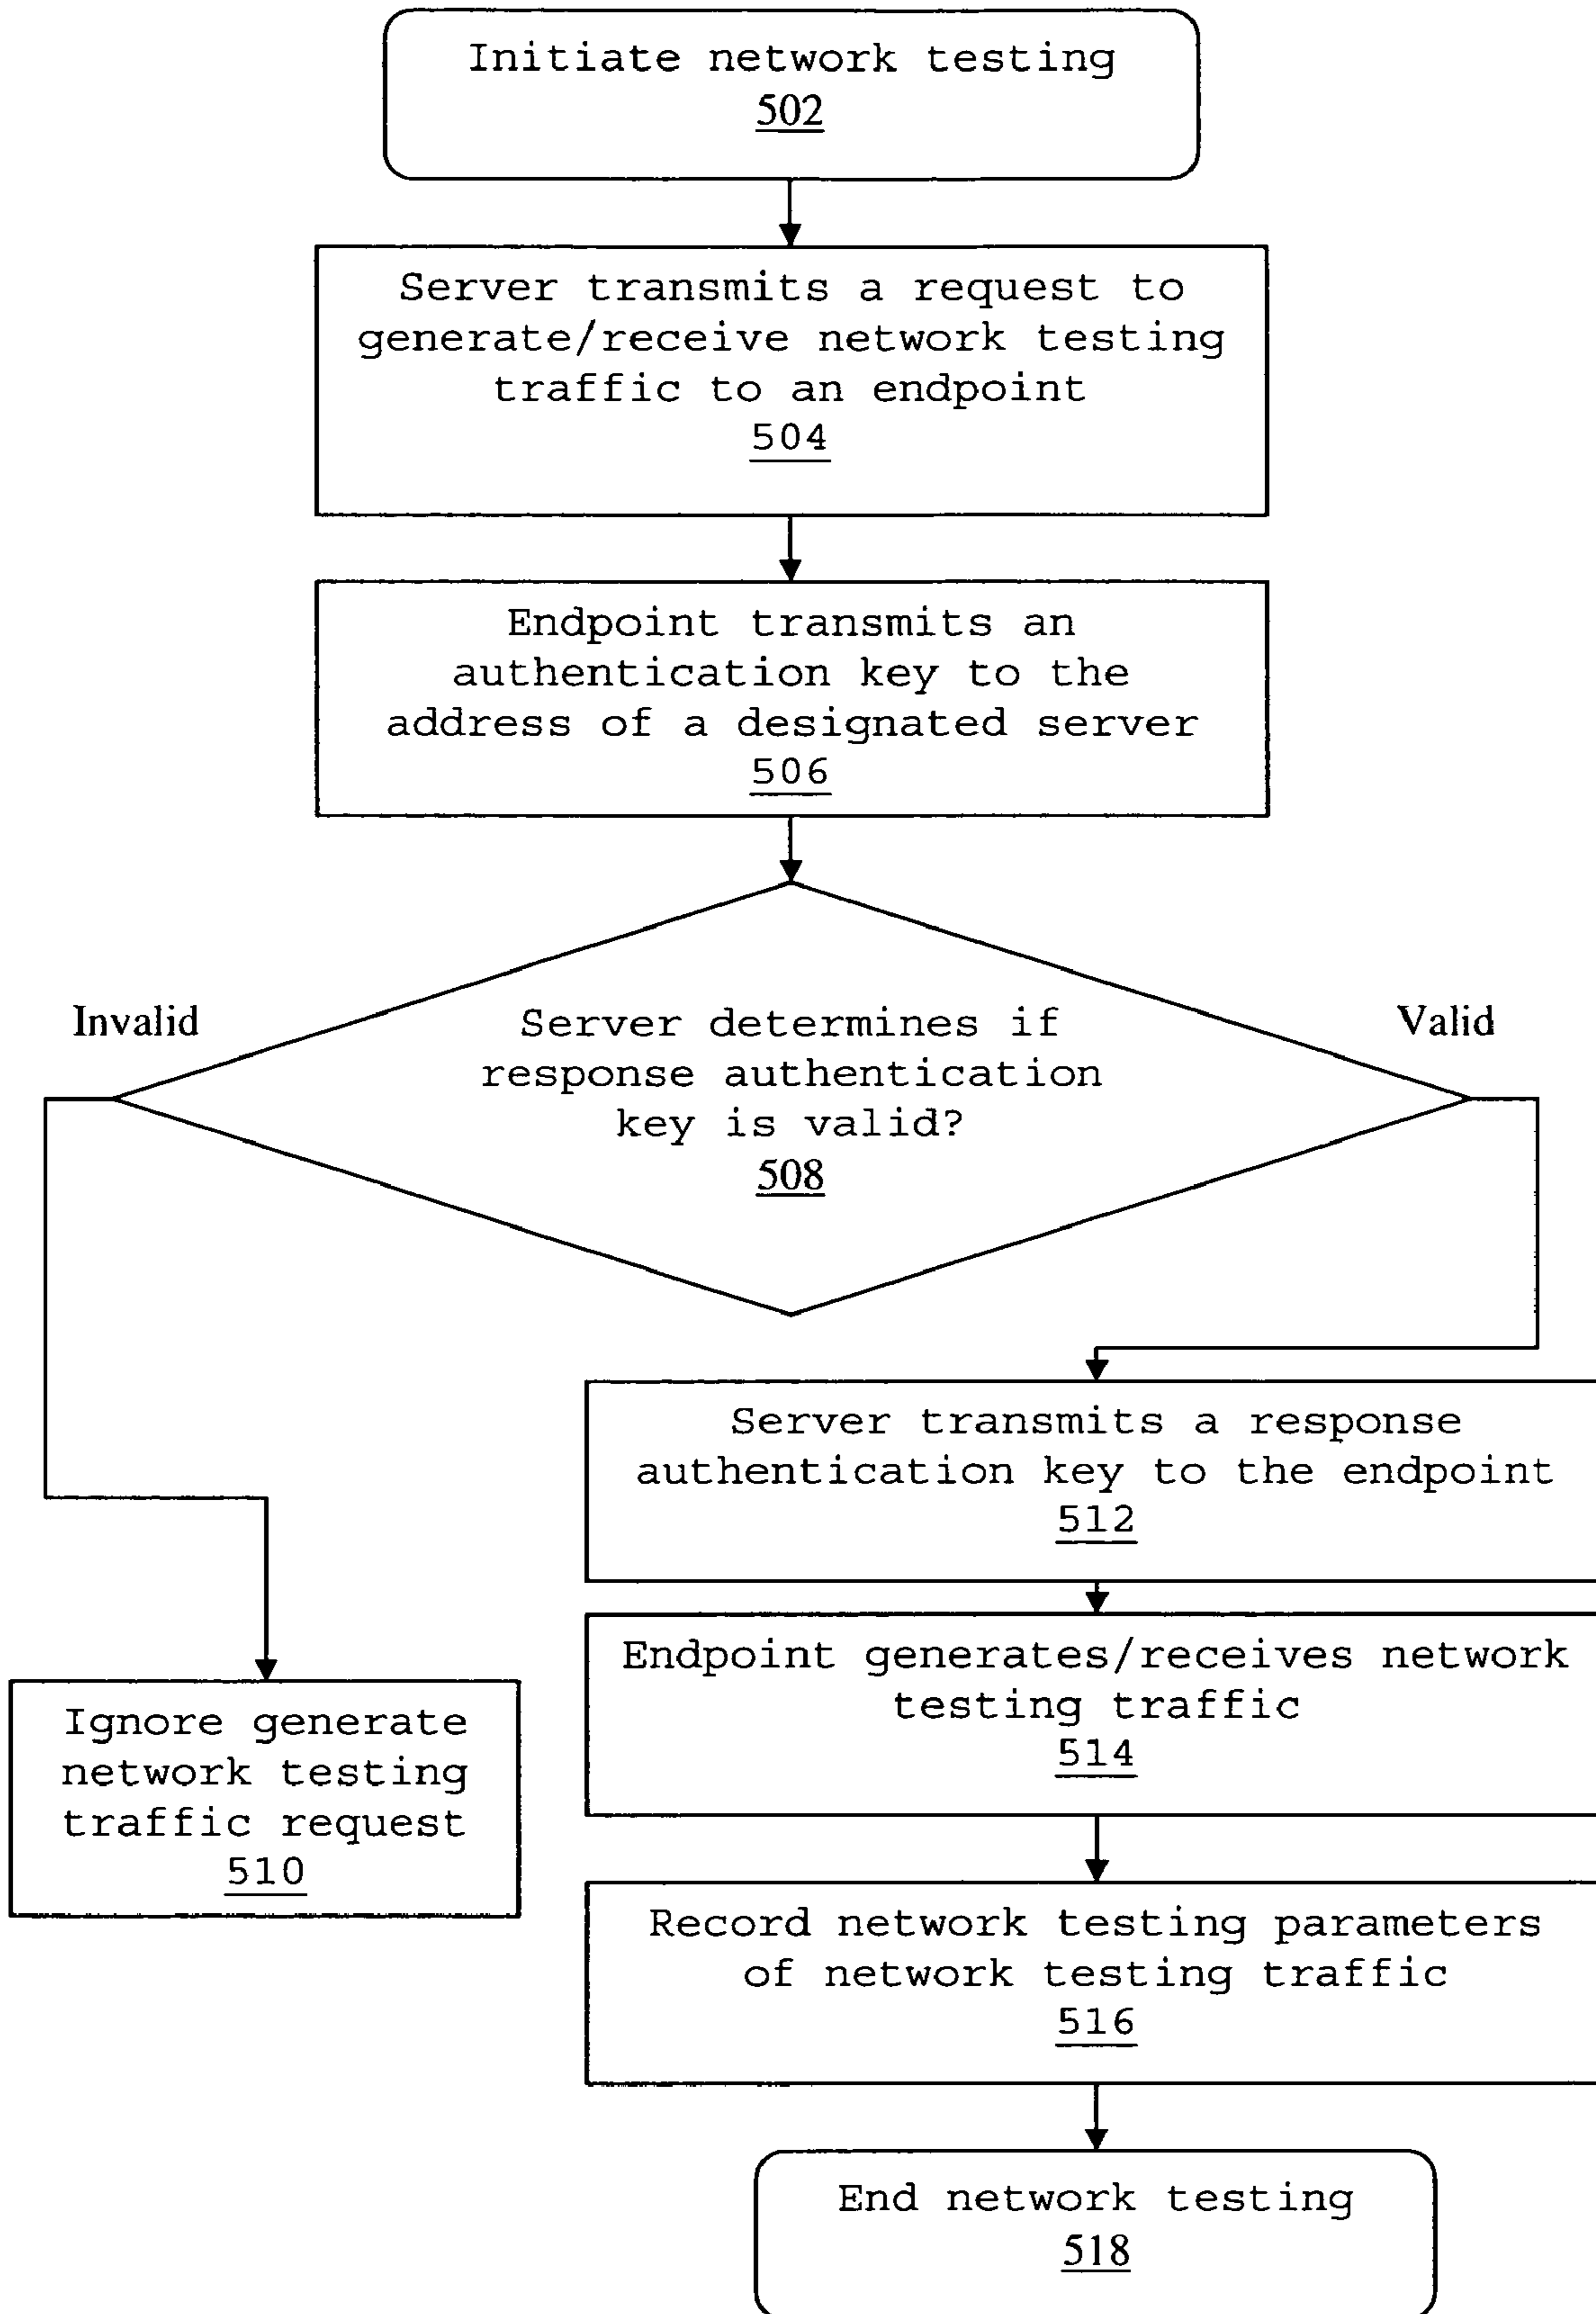 Initiate network testing
502
Server transmits a request to
generate/receive network testing
traffic to an endpoint
504
Endpoint transmits an
authentication key to the
address of a designated server
506
Invalid
Valid
Server determines if
response authentication
key is valid?
508
Server transmits a response
authentication key to the endpoint
512
Endpoint generates/receives network
testing traffic
514
Ignore generate
network testing
traffic request
510
Record network testing parameters
of network testing traffic
516
End network testing
518